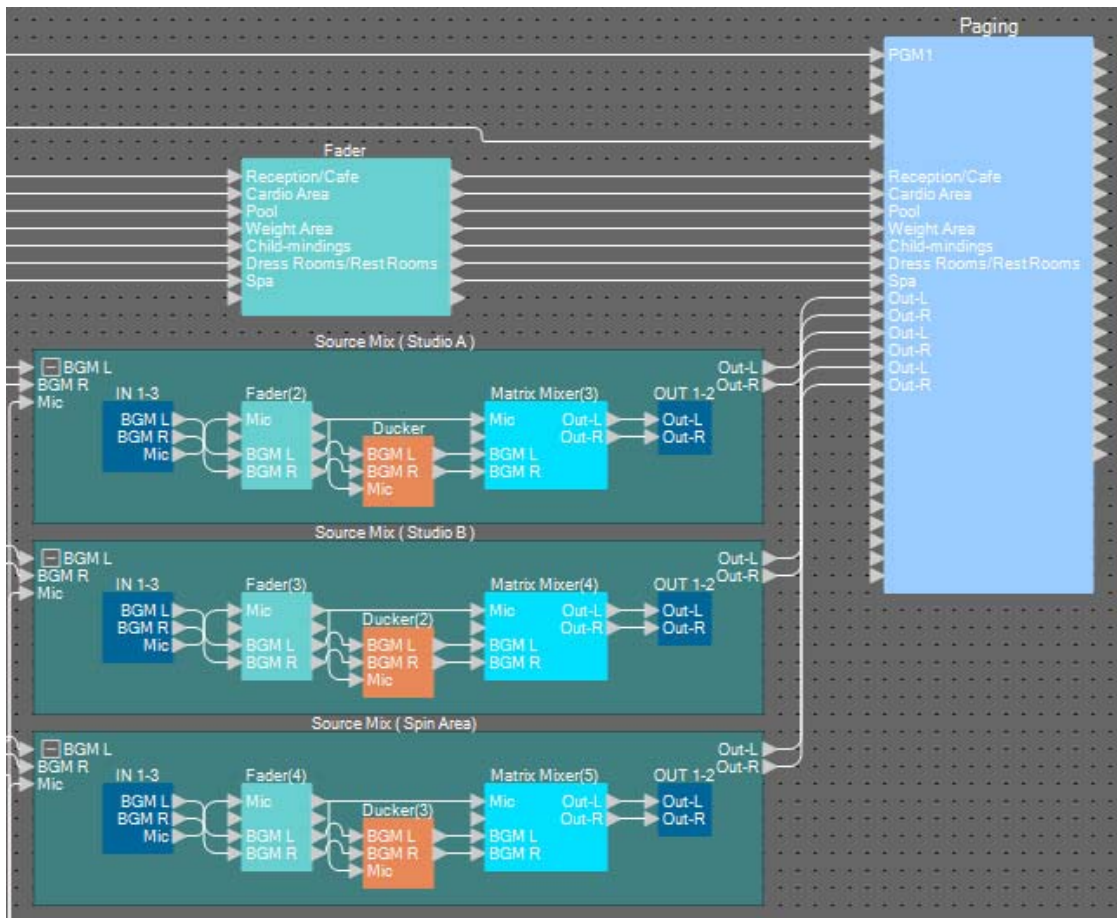 Paging
PGM1
Fader
Reception/Cafe
Cardio Area
Pool
Weight Area
Child-mindings
Dress Rooms/Rest Rooms
Spa
Reception/Cafe
Cardio Area
Pool
Weight Area
Child-mindings
Dress Rooms/Rest Rooms
Spa
Out-L
Out-R
Out-L
Out-R
Out-L
Out-R
Source Mix ( Studio A )
BGM L
BGM R
Mic
IN 1-3
BGM L
BGM R
Mic
Fader(2)
Mic
BGM L
BGM R
Ducker
BGM L
BGM R
Mic
Matrix Mixer(3)
Mic Out-L
Out-R
BGM L
BGM R
OUT 1-2
Out-L
Out-R
Out-L
Out-R
Source Mix ( Studio B )
BGM L
BGM R
Mic
IN 1-3
BGM L
BGM R
Mic
Fader(3)
Mic
BGM L
BGM R
Ducker(2)
BGM L
BGM R
Mic
Matrix Mixer(4)
Mic Out-L
Out-R
BGM L
BGM R
OUT 1-2
Out-L
Out-R
Out-L
Out-R
Source Mix ( Spin Area)
BGM L
BGM R
Mic
IN 1-3
BGM L
BGM R
Mic
Fader(4)
Mic
BGM L
BGM R
Ducker(3)
BGM L
BGM R
Mic
Matrix Mixer(5)
Mic Out-L
Out-R
BGM L
BGM R
OUT 1-2
Out-L
Out-R
Out-L
Out-R